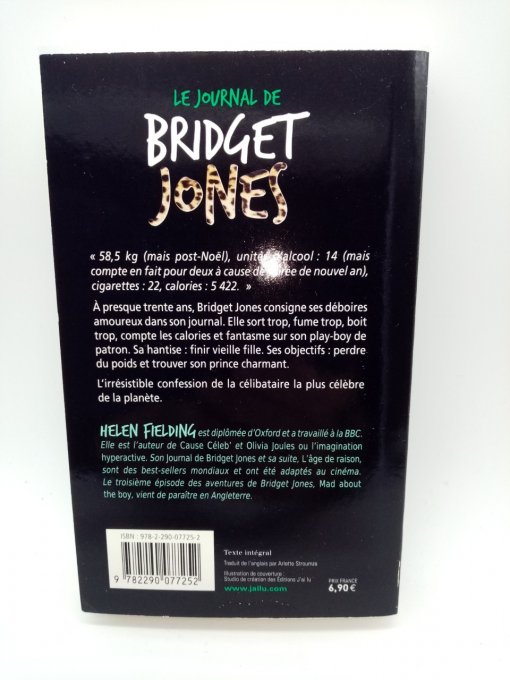 LE JOURNAL DE
BRIDGET
JONES
« 58,5 kg (mais post-Noël), unités d'alcool : 14 (mais
compte en fait pour deux à cause de soirée de nouvel an),
cigarettes : 22, calories : 5 422. »
À presque trente ans, Bridget Jones consigne ses déboires
amoureux dans son journal. Elle sort trop, fume trop, boit
trop, compte les calories et fantasme sur son play-boy de
patron. Sa hantise : finir vieille fille. Ses objectifs : perdre
du poids et trouver son prince charmant.
L'irrésistible confession de la célibataire la plus célèbre
de la planète.
HELEN FIELDING est diplômée d'Oxford et a travaillé à la BBC.
Elle est l'auteur de Cause Céleb' et Olivia Joules ou l'imagination
hyperactive. Son Journal de Bridget Jones et sa suite, L'âge de raison,
sont des best-sellers mondiaux et ont été adaptés au cinéma.
Le troisième épisode des aventures de Bridget Jones, Mad about
the boy, vient de paraître en Angleterre.
ISBN : 978-2-290-07725-2
9 782290 077252
Texte intégral
Traduit de l'anglais par Arlette Stroumza
Illustration de couverture :
Studio de création des Éditions J'ai lu
www.jailu.com
PRIX FRANCE
6,90 €